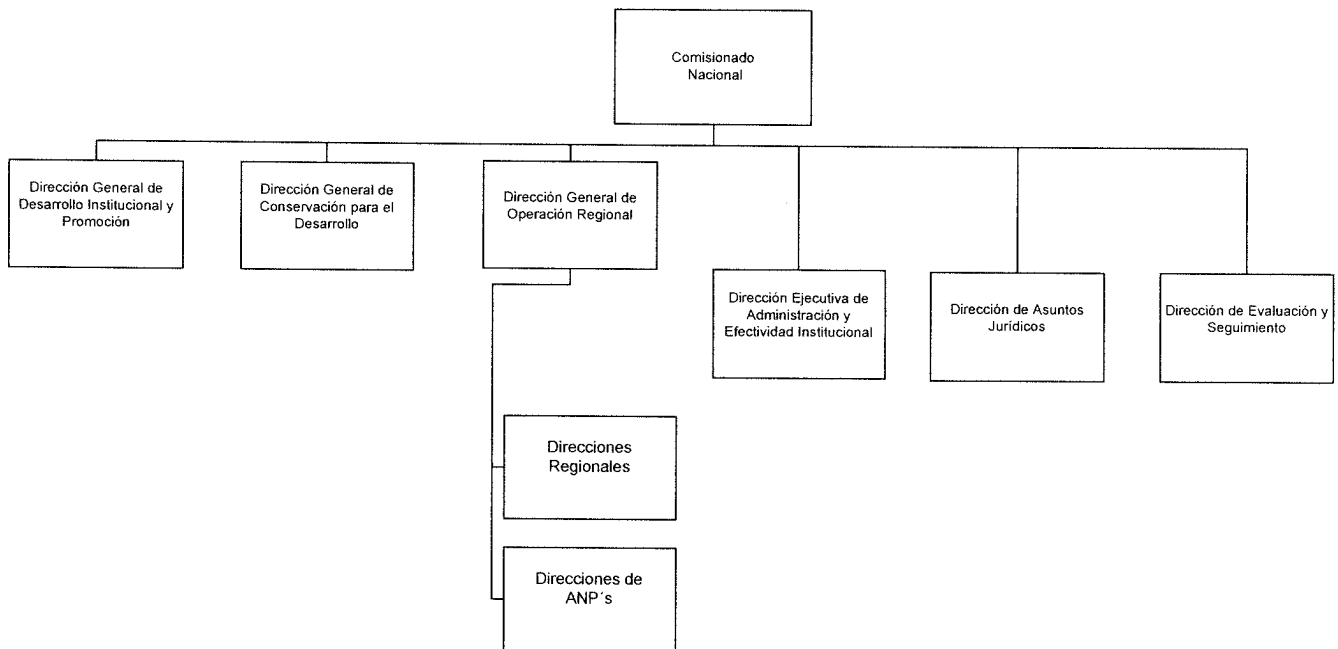 Comisionado
Nacional
Dirección General de
Desarrollo Institucional y
Promoción
Dirección General de
Conservación para el
Desarrollo
Dirección General de
Operación Regional
Dirección Ejecutiva de
Administración y
Efectividad Institucional
Dirección de Asuntos
Jurídicos
Dirección de Evaluación y
Seguimiento
Direcciones
Regionales
Direcciones de
ANP´s